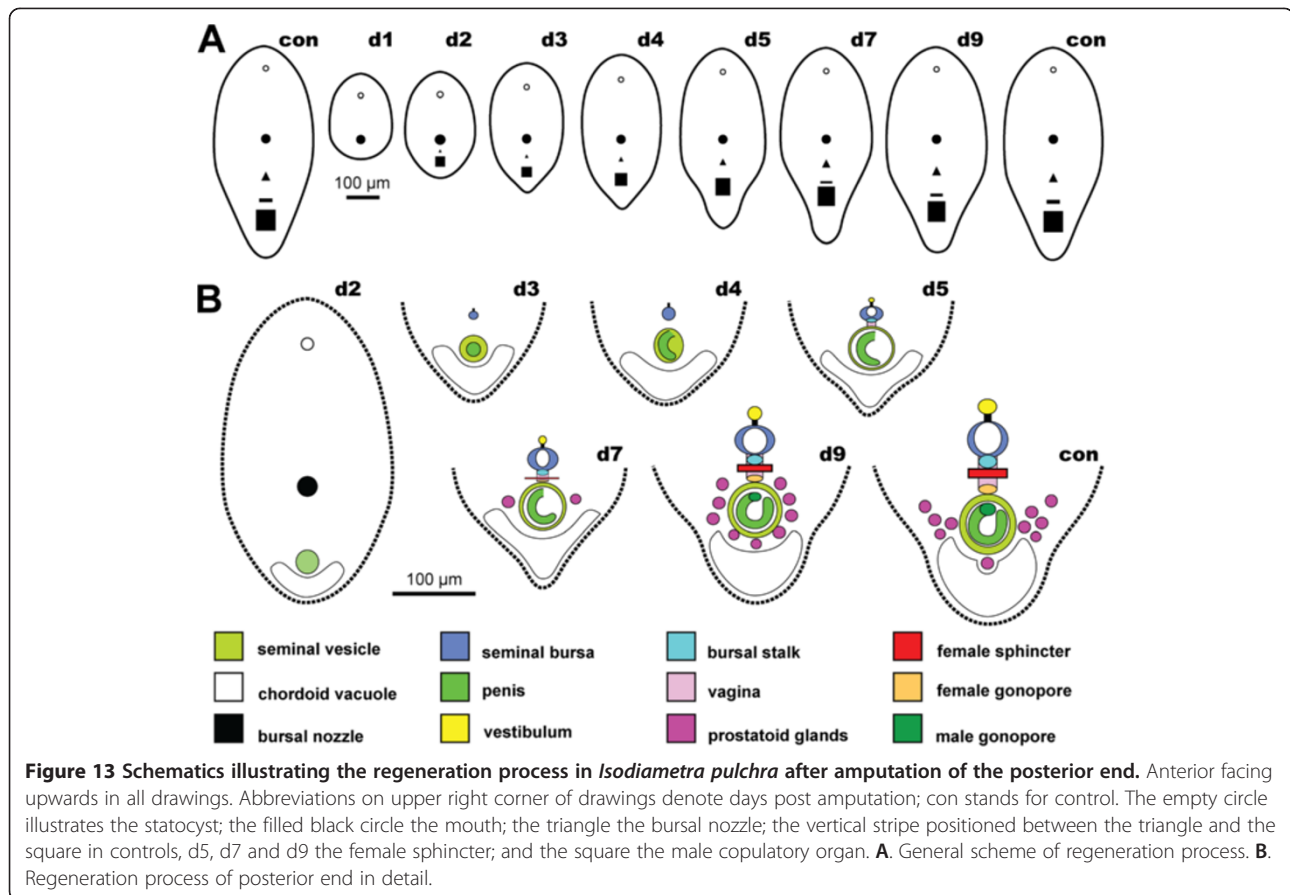 A
con
d1
d2
d3
d4
d5
d7
d9
con
100 µm
B
d2
d3
d4
d5
d7
d9
con
100 µm
seminal vesicle
seminal bursa
bursal stalk
female sphincter
chordoid vacuole
penis
vagina
female gonopore
bursal nozzle
vestibulum
prostatoid glands
male gonopore
Figure 13 Schematics illustrating the regeneration process in Isodiametra pulchra after amputation of the posterior end. Anterior facing
upwards in all drawings. Abbreviations on upper right corner of drawings denote days post amputation; con stands for control. The empty circle
illustrates the statocyst; the filled black circle the mouth; the triangle the bursal nozzle; the vertical stripe positioned between the triangle and the
square in controls, d5, d7 and d9 the female sphincter; and the square the male copulatory organ. A. General scheme of regeneration process. B.
Regeneration process of posterior end in detail.